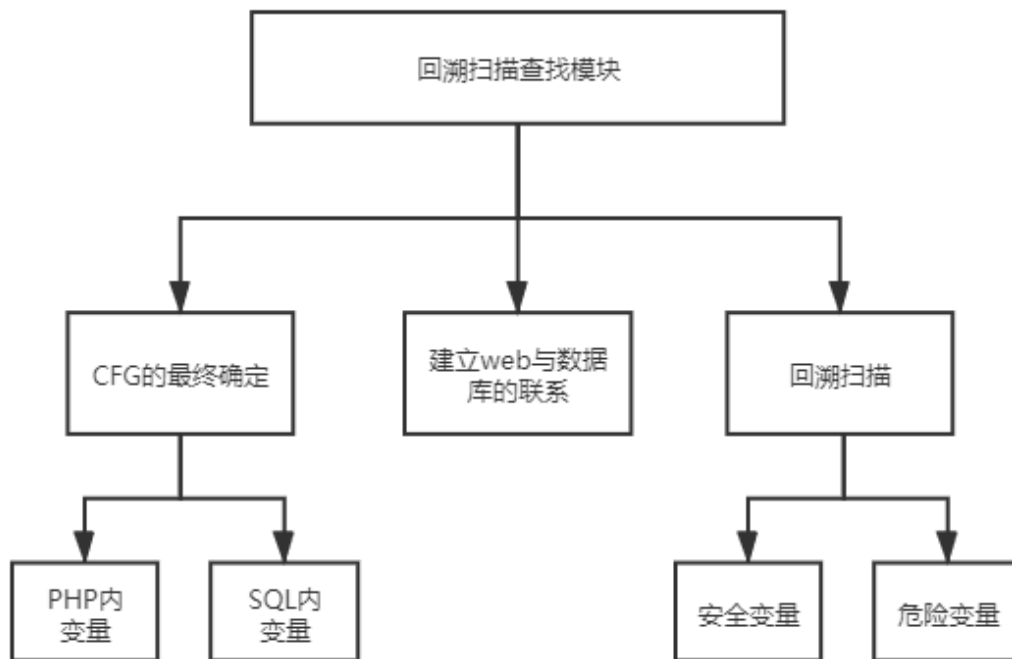 回溯扫描查找模块
CFG的最终确定
建立web与数据
库的联系
回溯扫描
PHP内
变量
SQL内
变量
安全变量
危险变量